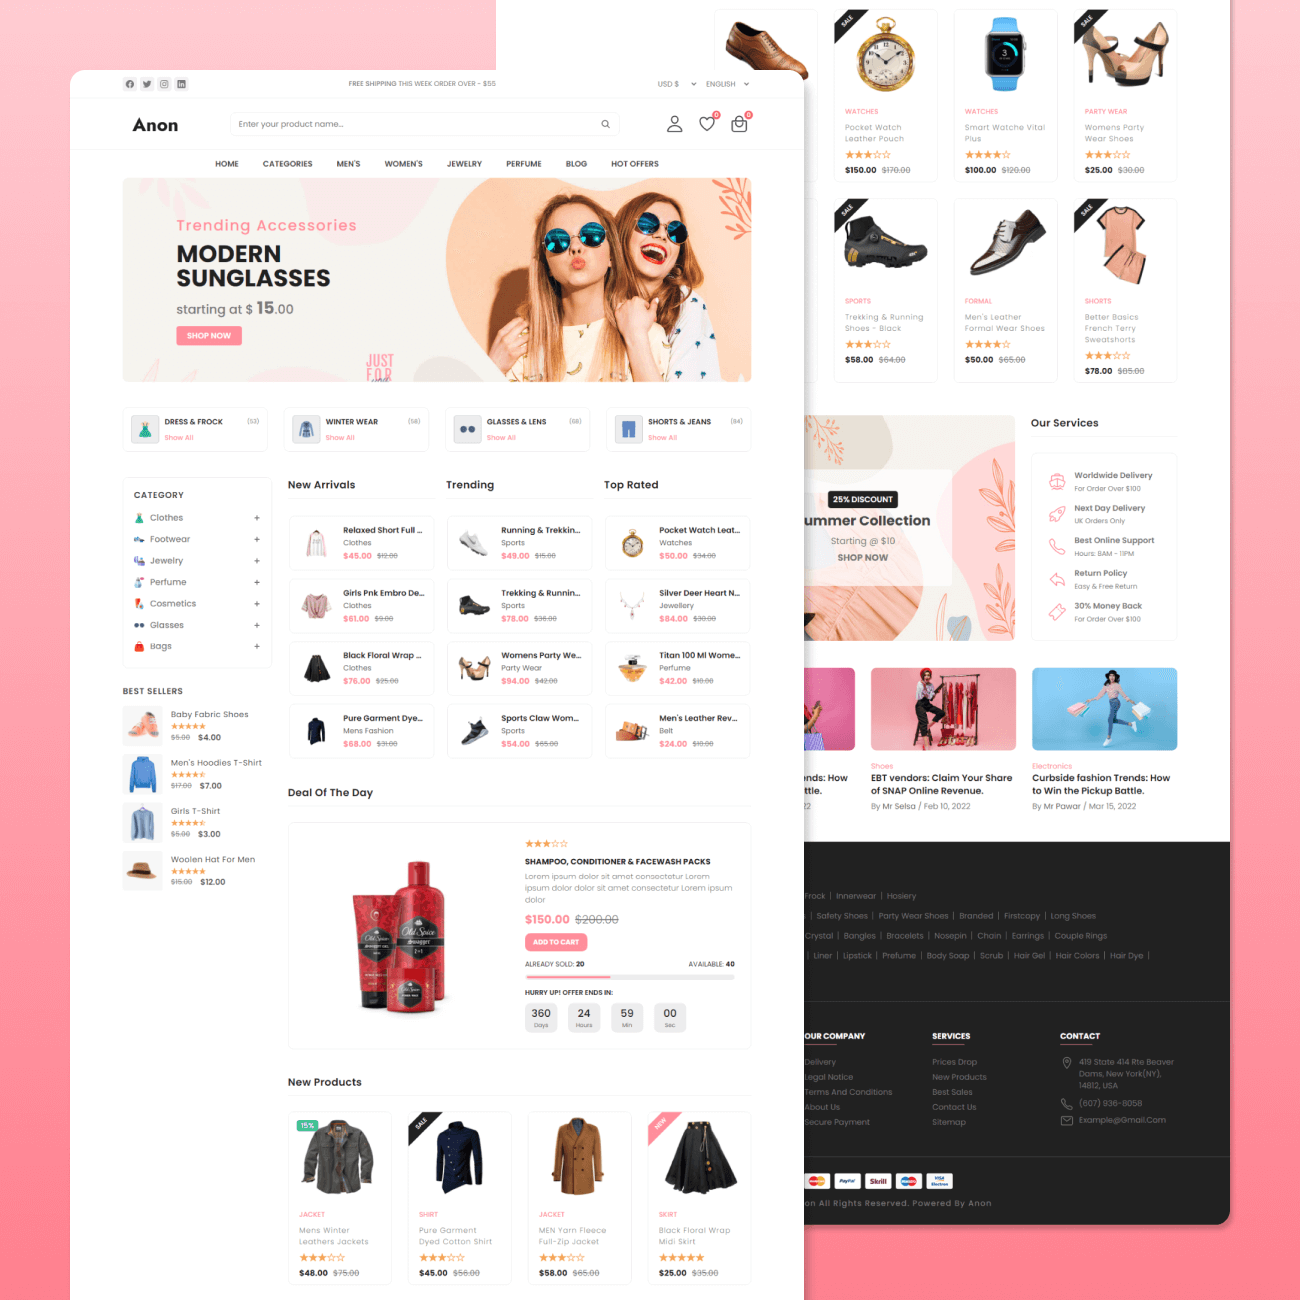 FREE SHIPPING THIS WEEK ORDER OVER - $55
USD $
ENGLISH
Anon
Enter your product name...
0
0
HOME
CATEGORIES
MEN'S
WOMEN'S
JEWELRY
PERFUME
BLOG
HOT OFFERS
Trending Accessories
MODERN
SUNGLASSES
starting at $ 15.00
SHOP NOW
JUST
FOR
DRESS & FROCK
(53)
Show All
WINTER WEAR
(58)
Show All
GLASSES & LENS
(68)
Show All
SHORTS & JEANS
(84)
Show All
CATEGORY
Clothes +
Footwear +
Jewelry +
Perfume +
Cosmetics +
Glasses +
Bags +
BEST SELLERS
Baby Fabric Shoes
$5.00 $4.00
Men's Hoodies T-Shirt
$17.00 $7.00
Girls T-Shirt
$5.00 $3.00
Woolen Hat For Men
$15.00 $12.00
New Arrivals
Relaxed Short Full ...
Clothes
$45.00 $12.00
Girls Pnk Embro De...
Clothes
$61.00 $9.00
Black Floral Wrap ...
Clothes
$76.00 $25.00
Pure Garment Dye...
Mens Fashion
$68.00 $31.00
Trending
Running & Trekkin...
Sports
$49.00 $15.00
Trekking & Runnin...
Sports
$78.00 $36.00
Womens Party We...
Party Wear
$94.00 $42.00
Sports Claw Wom...
Sports
$54.00 $65.00
Top Rated
Pocket Watch Leat...
Watches
$50.00 $34.00
Silver Deer Heart N...
Jewellery
$84.00 $30.00
Titan 100 Ml Wome...
Perfume
$42.00 $10.00
Men's Leather Rev...
Belt
$24.00 $10.00
Deal Of The Day
Old Spice
SWAGGER
Old Spice
SWAGGER
SHAMPOO, CONDITIONER & FACEWASH PACKS
Lorem ipsum dolor sit amet consectetur Lorem
ipsum dolor dolor sit amet consectetur Lorem ipsum
dolor
$150.00 $200.00
ADD TO CART
ALREADY SOLD: 20
AVAILABLE: 40
HURRY UP! OFFER ENDS IN:
360
Days
24
Hours
59
Min
00
Sec
New Products
15%
JACKET
Mens Winter
Leathers Jackets
$48.00 $75.00
SALE
SHIRT
Pure Garment
Dyed Cotton Shirt
$45.00 $56.00
JACKET
MEN Yarn Fleece
Full-Zip Jacket
$58.00 $65.00
NEW
SKIRT
Black Floral Wrap
Midi Skirt
$25.00 $35.00
SALE
WATCHES
Pocket Watch
Leather Pouch
$150.00 $170.00
WATCHES
Smart Watche Vital
Plus
$100.00 $120.00
SALE
PARTY WEAR
Womens Party
Wear Shoes
$25.00 $30.00
SALE
SPORTS
Trekking & Running
Shoes - Black
$58.00 $64.00
FORMAL
Men's Leather
Formal Wear Shoes
$50.00 $65.00
SALE
SHORTS
Better Basics
French Terry
Sweatshorts
$78.00 $85.00
25% DISCOUNT
ummer Collection
Starting @ $10
SHOP NOW
Our Services
Worldwide Delivery
For Order Over $100
Next Day Delivery
UK Orders Only
Best Online Support
Hours: 8AM - 11PM
Return Policy
Easy & Free Return
30% Money Back
For Order Over $100
nds: How
ttle.
22
Shoes
EBT vendors: Claim Your Share
of SNAP Online Revenue.
By Mr Selsa / Feb 10, 2022
Electronics
Curbside fashion Trends: How
to Win the Pickup Battle.
By Mr Pawar / Mar 15, 2022
Frock | Innerwear | Hosiery
| Safety Shoes | Party Wear Shoes | Branded | Firstcopy | Long Shoes
Crystal | Bangles | Bracelets | Nosepin | Chain | Earrings | Couple Rings
| Liner | Lipstick | Prefume | Body Soap | Scrub | Hair Gel | Hair Colors | Hair Dye |
OUR COMPANY
Delivery
Legal Notice
Terms And Conditions
About Us
Secure Payment
SERVICES
Prices Drop
New Products
Best Sales
Contact Us
Sitemap
CONTACT
419 State 414 Rte Beaver
Dams, New York(NY),
14812, USA
(607) 936-8058
Example@Gmail.Com
PayPal
Skrill
VISA
Electron
on All Rights Reserved. Powered By Anon